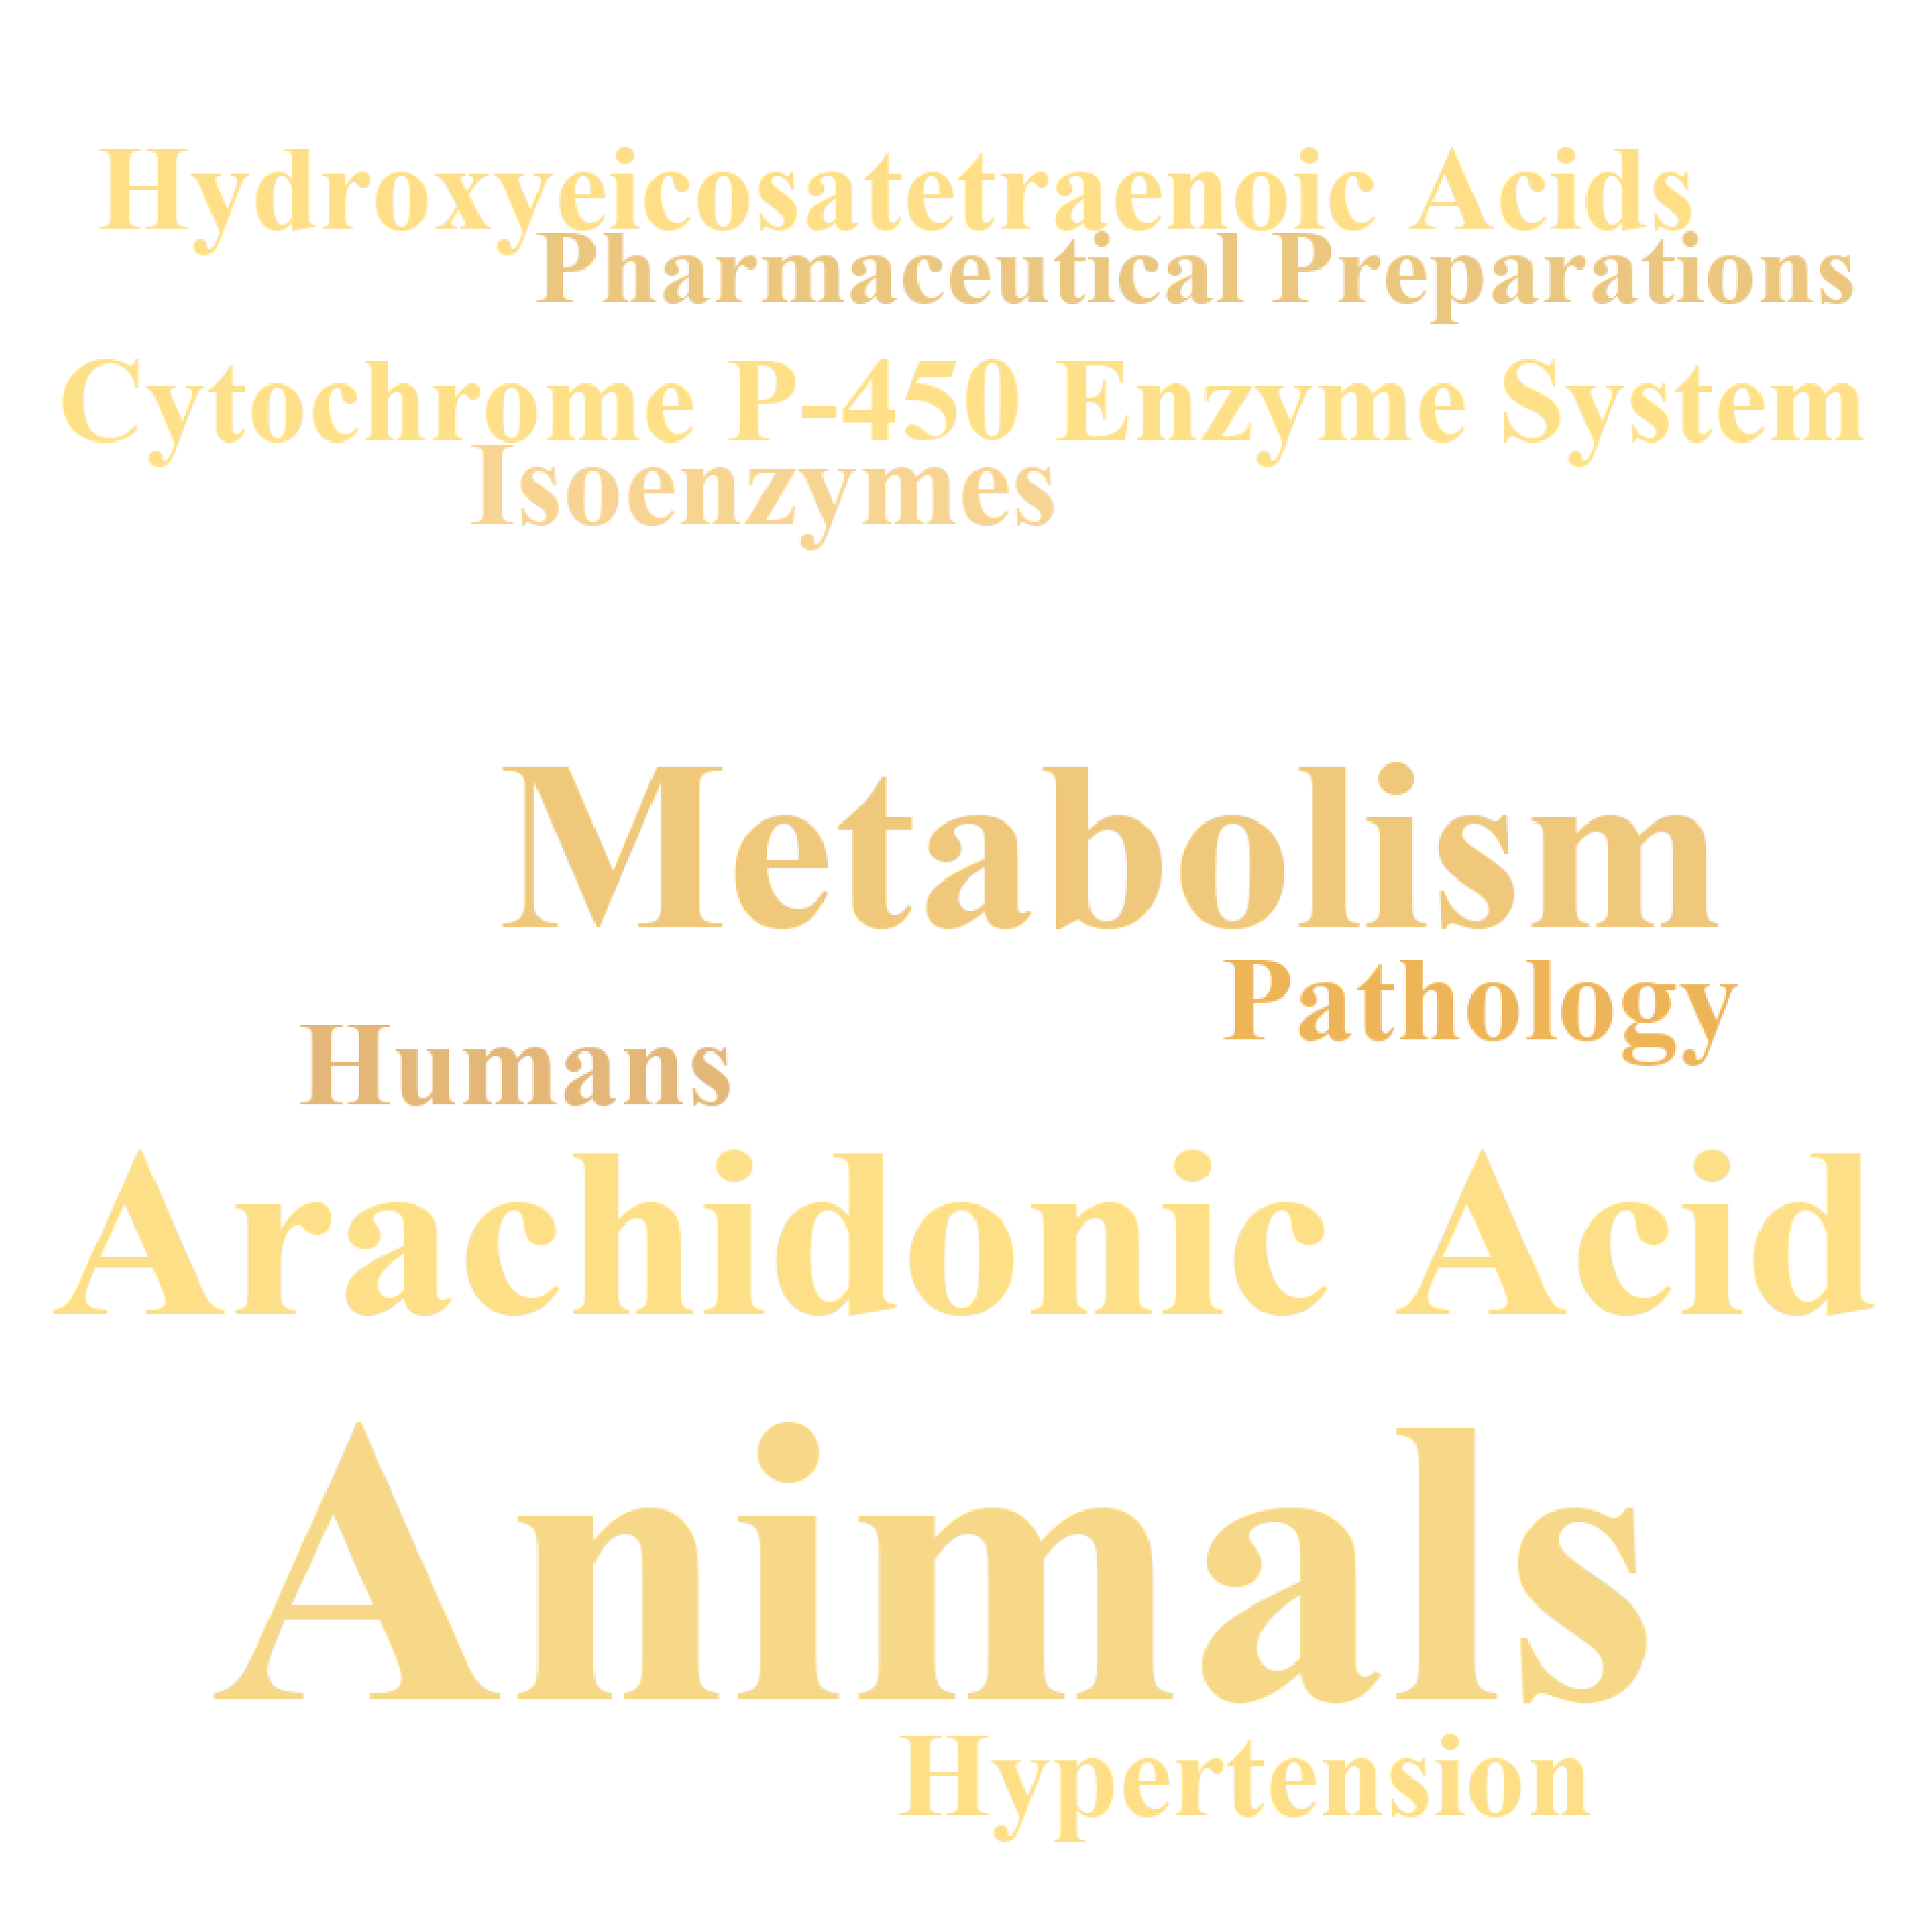 Hydroxyeicosatetraenoic Acids
Pharmaceutical Preparations
Cytochrome P-450 Enzyme System
Isoenzymes
Metabolism
Pathology
Humans
Arachidonic Acid
Animals
Hypertension